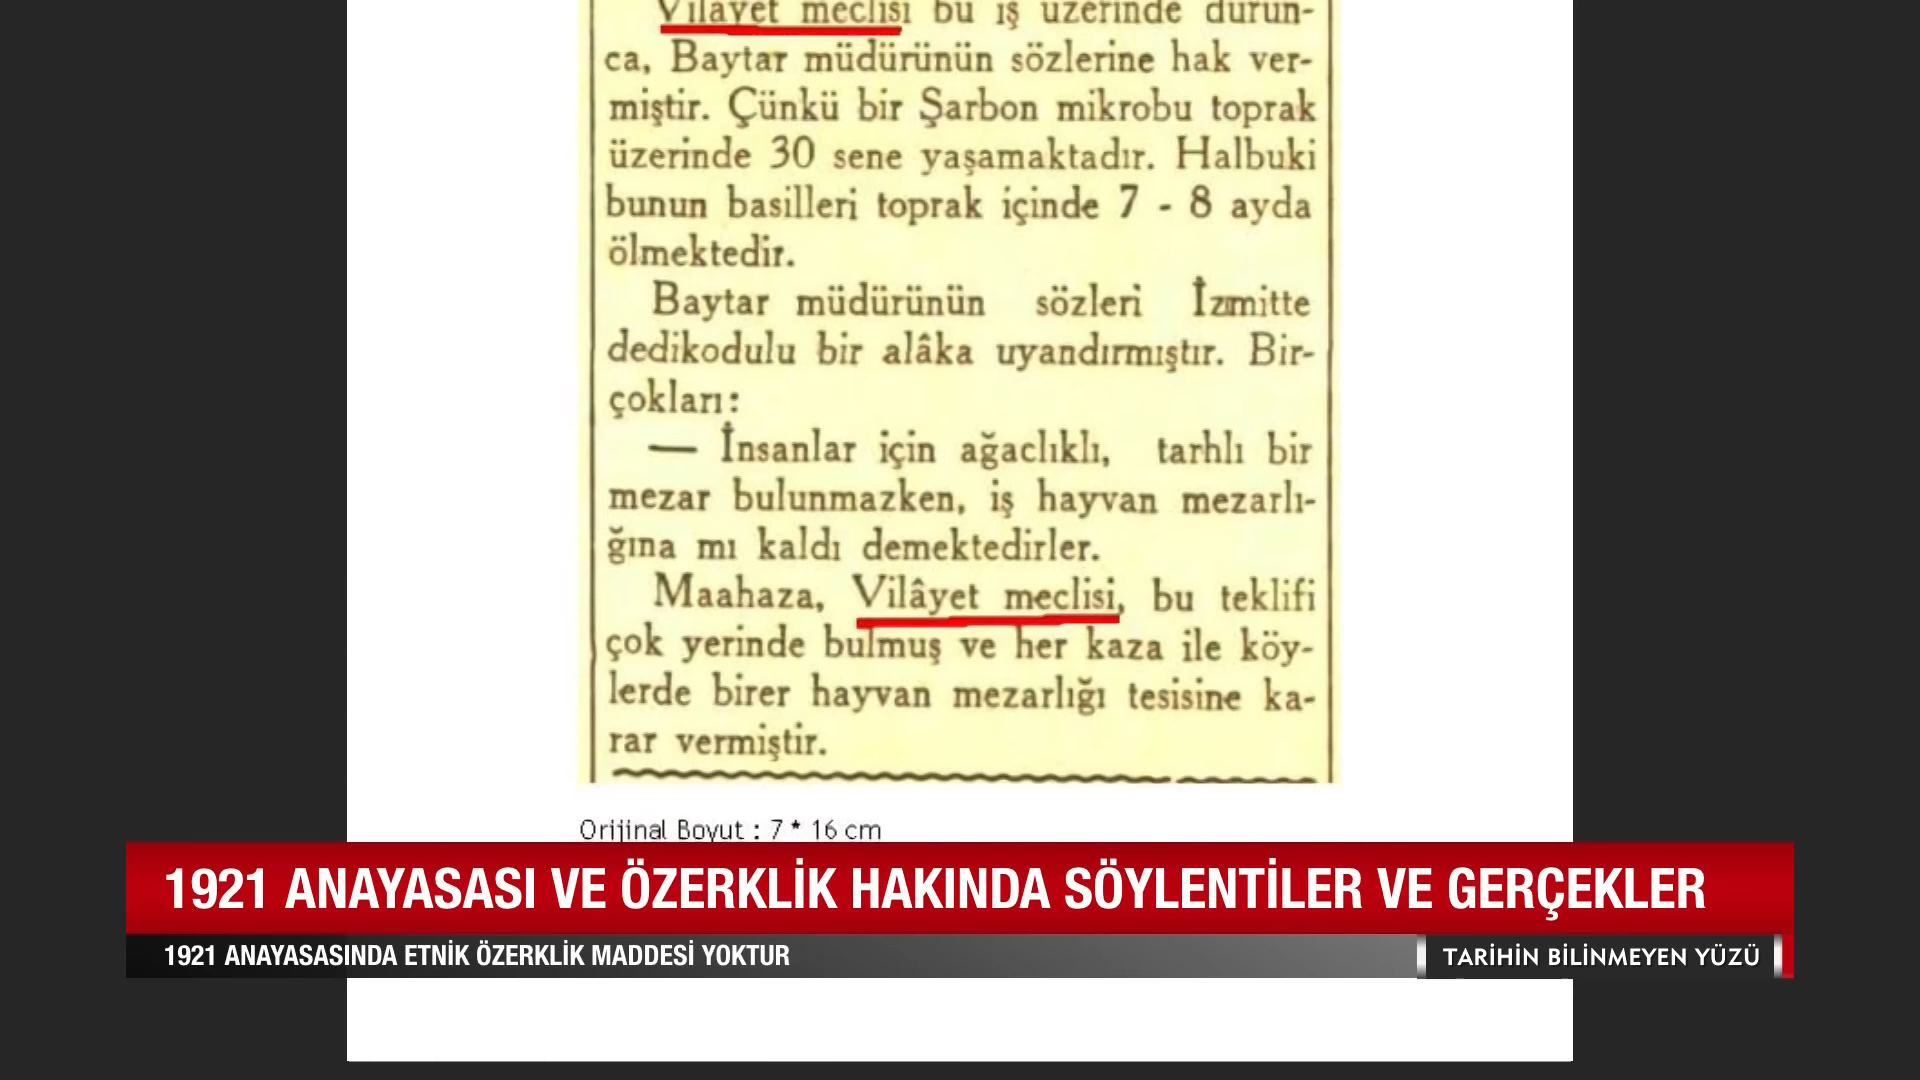 Vilâyet meclisi bu iş üzerinde durun-
ca, Baytar müdürünün sözlerine hak ver-
miştir. Çünkü bir Şarbon mikrobu toprak
üzerinde 30 sene yaşamaktadır. Halbuki
bunun basilleri toprak içinde 7 - 8 ayda
ölmektedir.
Baytar müdürünün sözleri İzmitte
dedikodulu bir alâka uyandırmıştır. Bir-
çokları:
— İnsanlar için ağaclıklı, tarhlı bir
mezar bulunmazken, iş hayvan mezarlı-
ğına mı kaldı demektedirler.
Maahaza, Vilâyet meclisi, bu teklifi
çok yerinde bulmuş ve her kaza ile köy-
lerde birer hayvan mezarlığı tesisine ka-
rar vermiştir.
Orijinal Boyut : 7 * 16 cm
1921 ANAYASASI VE ÖZERKLİK HAKINDA SÖYLENTİLER VE GERÇEKLER
1921 ANAYASASINDA ETNİK ÖZERKLİK MADDESİ YOKTUR
TARİHİN BİLİNMEYEN YÜZÜ